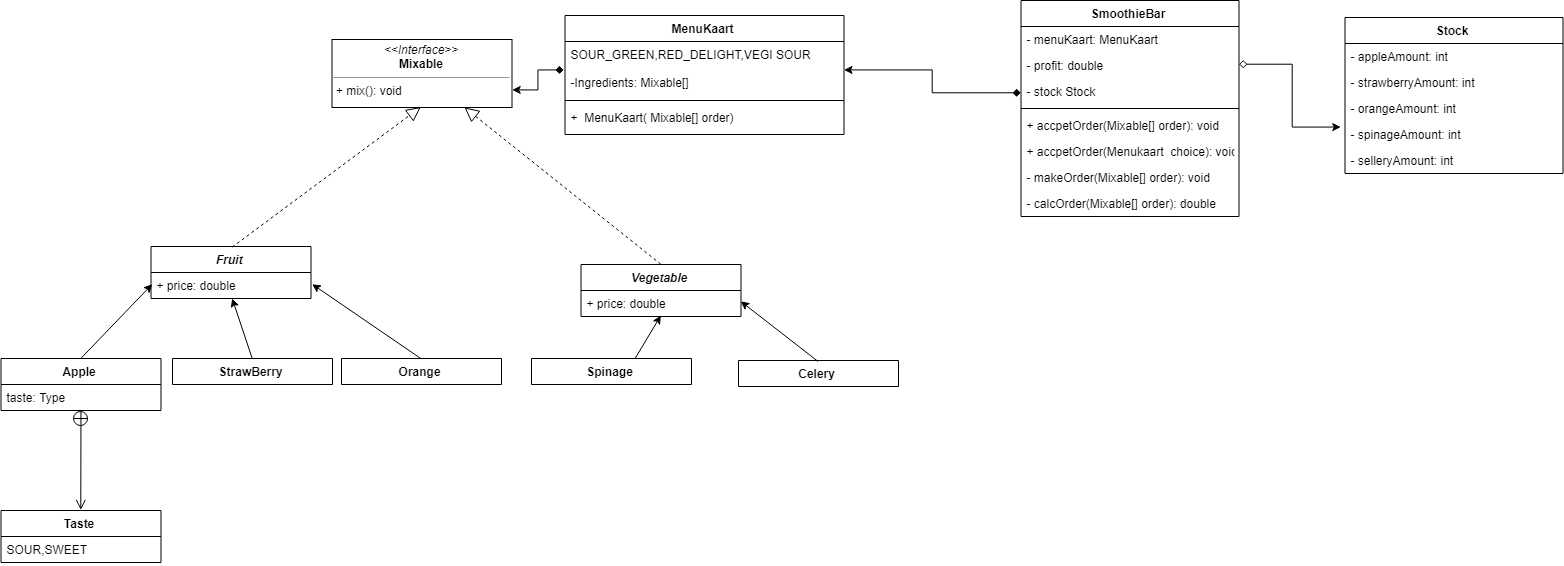 <<Interface>>
Mixable
+ mix(): void
MenuKaart
SOUR_GREEN,RED_DELIGHT,VEGI SOUR
-Ingredients: Mixable[]
+  MenuKaart( Mixable[] order)
SmoothieBar
- menuKaart: MenuKaart
- profit: double
- stock Stock
+ accpetOrder(Mixable[] order): void
+ accpetOrder(Menukaart  choice): void
- makeOrder(Mixable[] order): void
- calcOrder(Mixable[] order): double
Stock
- appleAmount: int
- strawberryAmount: int
- orangeAmount: int
- spinageAmount: int
- selleryAmount: int
Fruit
+ price: double
Vegetable
+ price: double
Apple
taste: Type
StrawBerry
Orange
Spinage
Celery
Taste
SOUR,SWEET